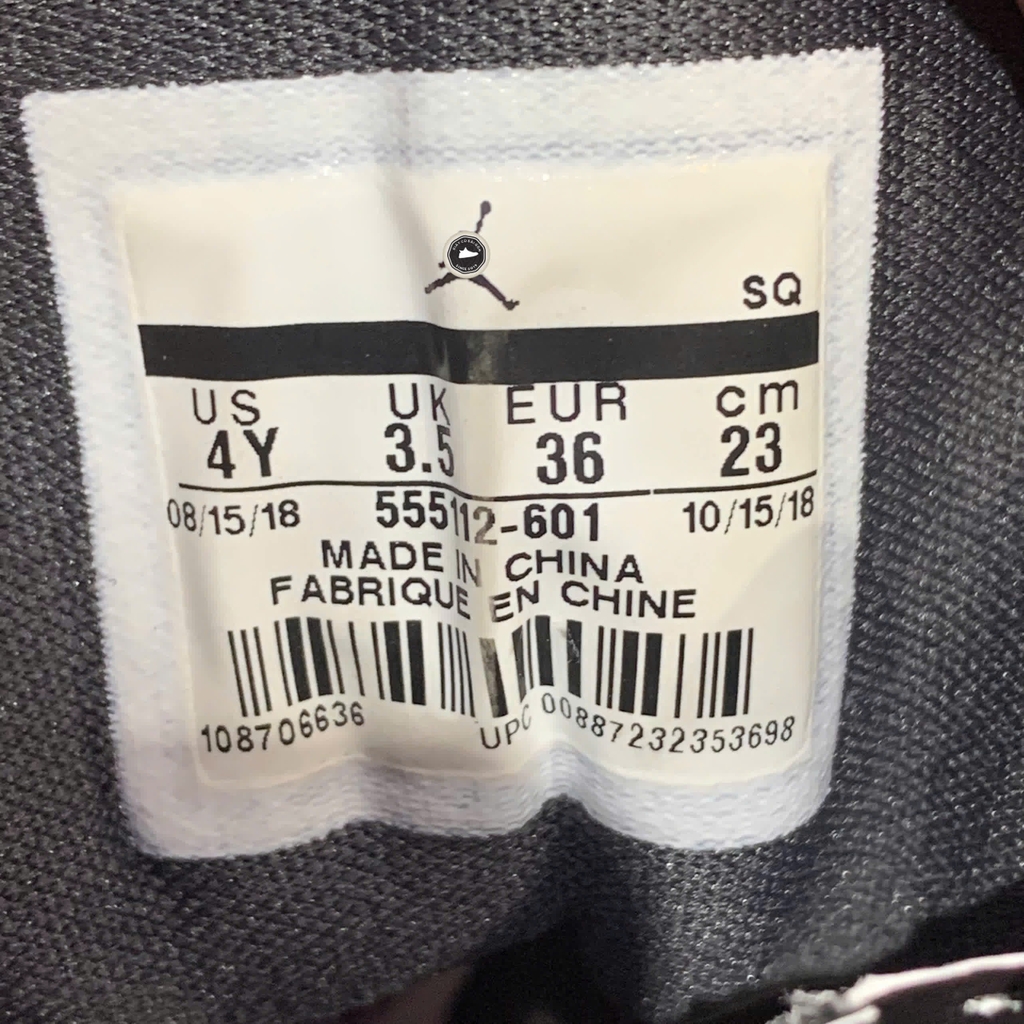 SQ
US UK EUR cm
4Y 3.5 36 23
08/15/18 555112-601 10/15/18
MADE IN CHINA
FABRIQUE EN CHINE
108706636 UPC 00887232353698